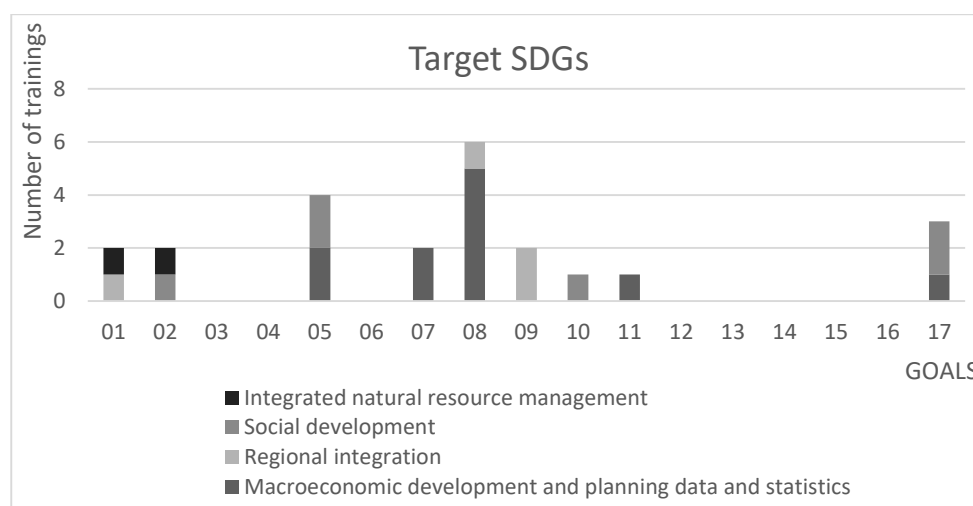 Target SDGs
Number of trainings
8
6
4
2
0
01 02 03 04 05 06 07 08 09 10 11 12 13 14 15 16 17
GOALS
Integrated natural resource management
Social development
Regional integration
Macroeconomic development and planning data and statistics